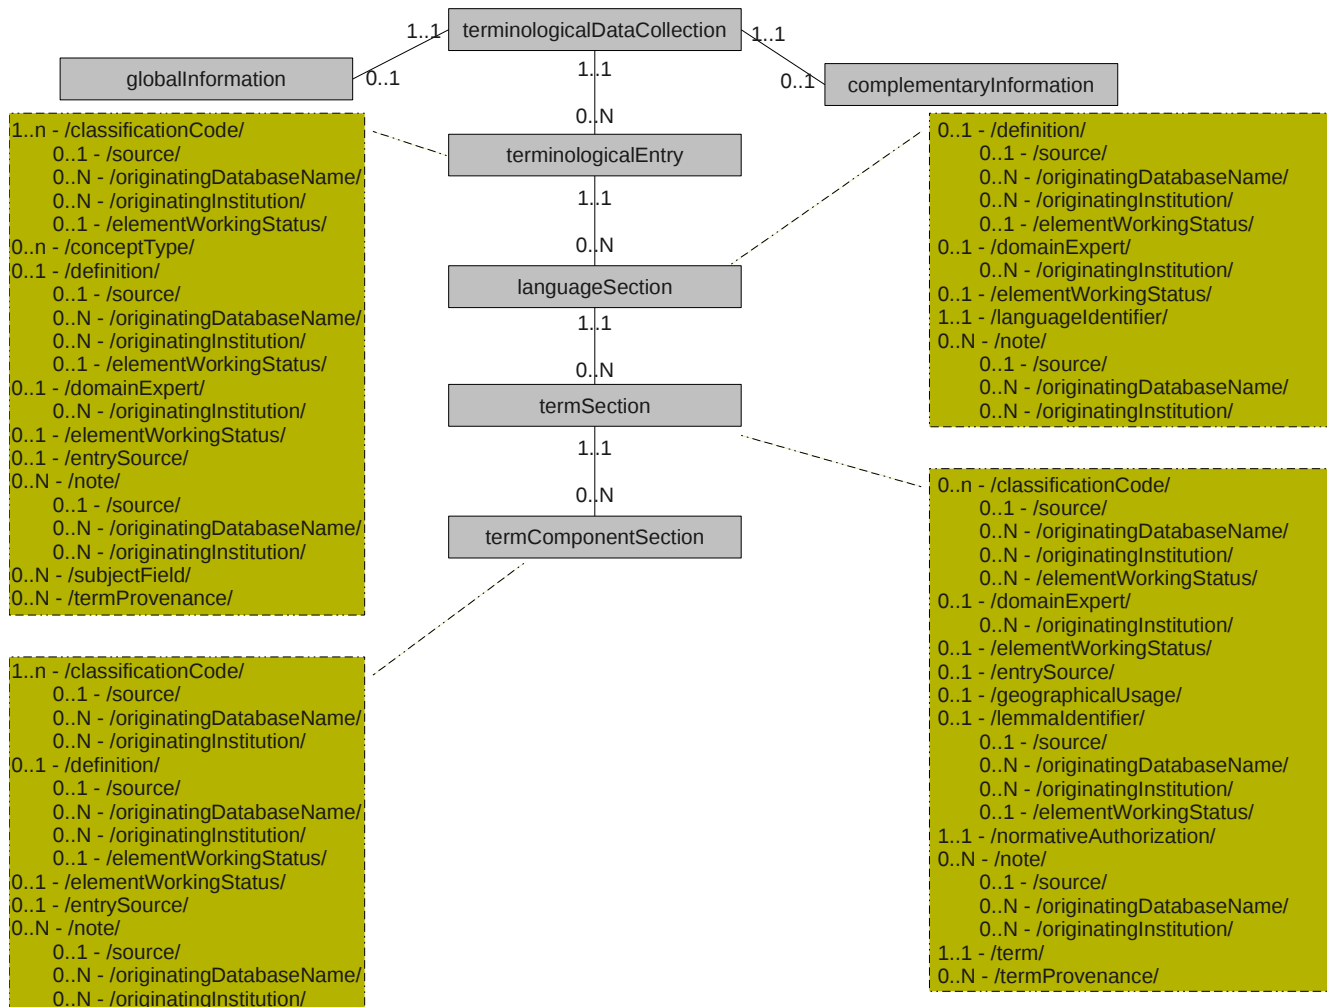 terminologicalDataCollection
1..1
1..1
globalInformation
0..1
1..1
0..1
complementaryInformation
0..N
terminologicalEntry
1..1
0..N
languageSection
1..1
0..N
termSection
1..1
0..N
termComponentSection
1..n - /classificationCode/
0..1 - /source/
0..N - /originatingDatabaseName/
0..N - /originatingInstitution/
0..1 - /elementWorkingStatus/
0..n - /conceptType/
0..1 - /definition/
0..1 - /source/
0..N - /originatingDatabaseName/
0..N - /originatingInstitution/
0..1 - /elementWorkingStatus/
0..1 - /domainExpert/
0..N - /originatingInstitution/
0..1 - /elementWorkingStatus/
0..1 - /entrySource/
0..N - /note/
0..1 - /source/
0..N - /originatingDatabaseName/
0..N - /originatingInstitution/
0..N - /subjectField/
0..N - /termProvenance/
1..n - /classificationCode/
0..1 - /source/
0..N - /originatingDatabaseName/
0..N - /originatingInstitution/
0..1 - /definition/
0..1 - /source/
0..N - /originatingDatabaseName/
0..N - /originatingInstitution/
0..1 - /elementWorkingStatus/
0..1 - /elementWorkingStatus/
0..1 - /entrySource/
0..N - /note/
0..1 - /source/
0..N - /originatingDatabaseName/
0..N - /originatingInstitution/
0..1 - /definition/
0..1 - /source/
0..N - /originatingDatabaseName/
0..N - /originatingInstitution/
0..1 - /elementWorkingStatus/
0..1 - /domainExpert/
0..N - /originatingInstitution/
0..1 - /elementWorkingStatus/
1..1 - /languageIdentifier/
0..N - /note/
0..1 - /source/
0..N - /originatingDatabaseName/
0..N - /originatingInstitution/
0..n - /classificationCode/
0..1 - /source/
0..N - /originatingDatabaseName/
0..N - /originatingInstitution/
0..N - /elementWorkingStatus/
0..1 - /domainExpert/
0..N - /originatingInstitution/
0..1 - /elementWorkingStatus/
0..1 - /entrySource/
0..1 - /geographicalUsage/
0..1 - /lemmaIdentifier/
0..1 - /source/
0..N - /originatingDatabaseName/
0..N - /originatingInstitution/
0..1 - /elementWorkingStatus/
1..1 - /normativeAuthorization/
0..N - /note/
0..1 - /source/
0..N - /originatingDatabaseName/
0..N - /originatingInstitution/
1..1 - /term/
0..N - /termProvenance/